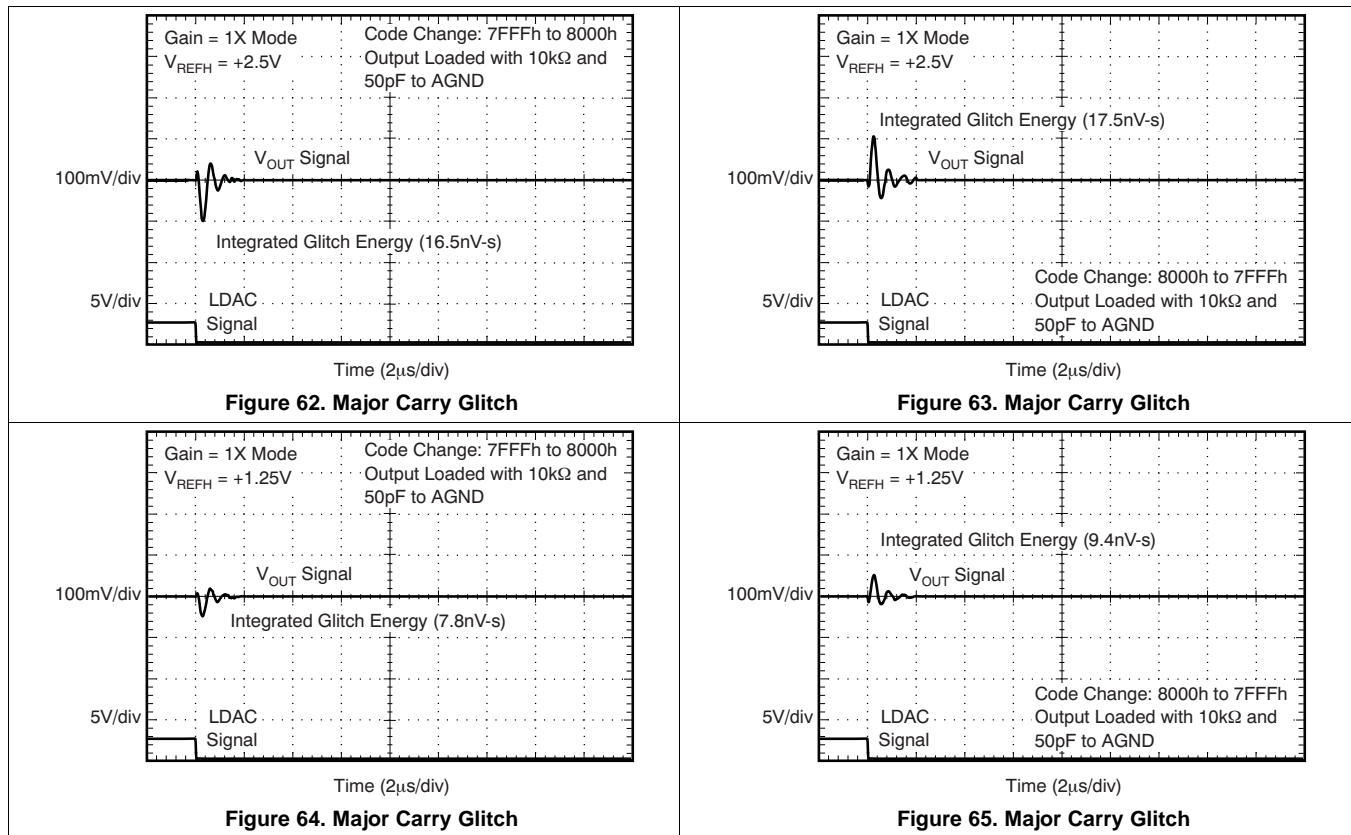 Gain = 1X Mode
VREFH = +2.5V
Code Change: 7FFFh to 8000h
Output Loaded with 10kΩ and
50pF to AGND
VOUT Signal
100mV/div
Integrated Glitch Energy (16.5nV-s)
5V/div
LDAC
Signal
Time (2μs/div)
Figure 62. Major Carry Glitch
Gain = 1X Mode
VREFH = +2.5V
Integrated Glitch Energy (17.5nV-s)
VOUT Signal
100mV/div
Code Change: 8000h to 7FFFh
Output Loaded with 10kΩ and
50pF to AGND
5V/div
LDAC
Signal
Time (2μs/div)
Figure 63. Major Carry Glitch
Gain = 1X Mode
VREFH = +1.25V
Code Change: 7FFFh to 8000h
Output Loaded with 10kΩ and
50pF to AGND
VOUT Signal
100mV/div
Integrated Glitch Energy (7.8nV-s)
5V/div
LDAC
Signal
Time (2μs/div)
Figure 64. Major Carry Glitch
Gain = 1X Mode
VREFH = +1.25V
Integrated Glitch Energy (9.4nV-s)
VOUT Signal
100mV/div
Code Change: 8000h to 7FFFh
Output Loaded with 10kΩ and
50pF to AGND
5V/div
LDAC
Signal
Time (2μs/div)
Figure 65. Major Carry Glitch